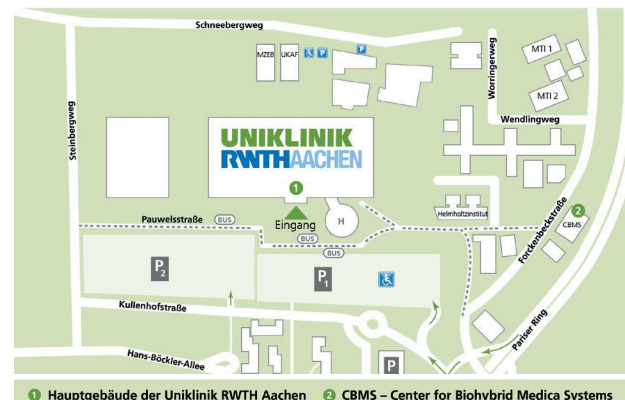 Schneebergweg
MZEB
UKAF
P
P
MTI 1
MTI 2
Worringerweg
Wendlingweg
Steinbergweg
UNIKLINIK
RWTHAACHEN
1
Eingang
H
Helmholtzinstitut
2
CBMS
Forckenbeckstraße
Pauwelsstraße
BUS
BUS
BUS
P2
P1
Kullenhofstraße
Pariser Ring
Hans-Böckler-Allee
P
1 Hauptgebäude der Uniklinik RWTH Aachen
2 CBMS – Center for Biohybrid Medica Systems